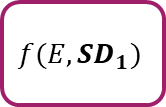 f(E, SD₁)